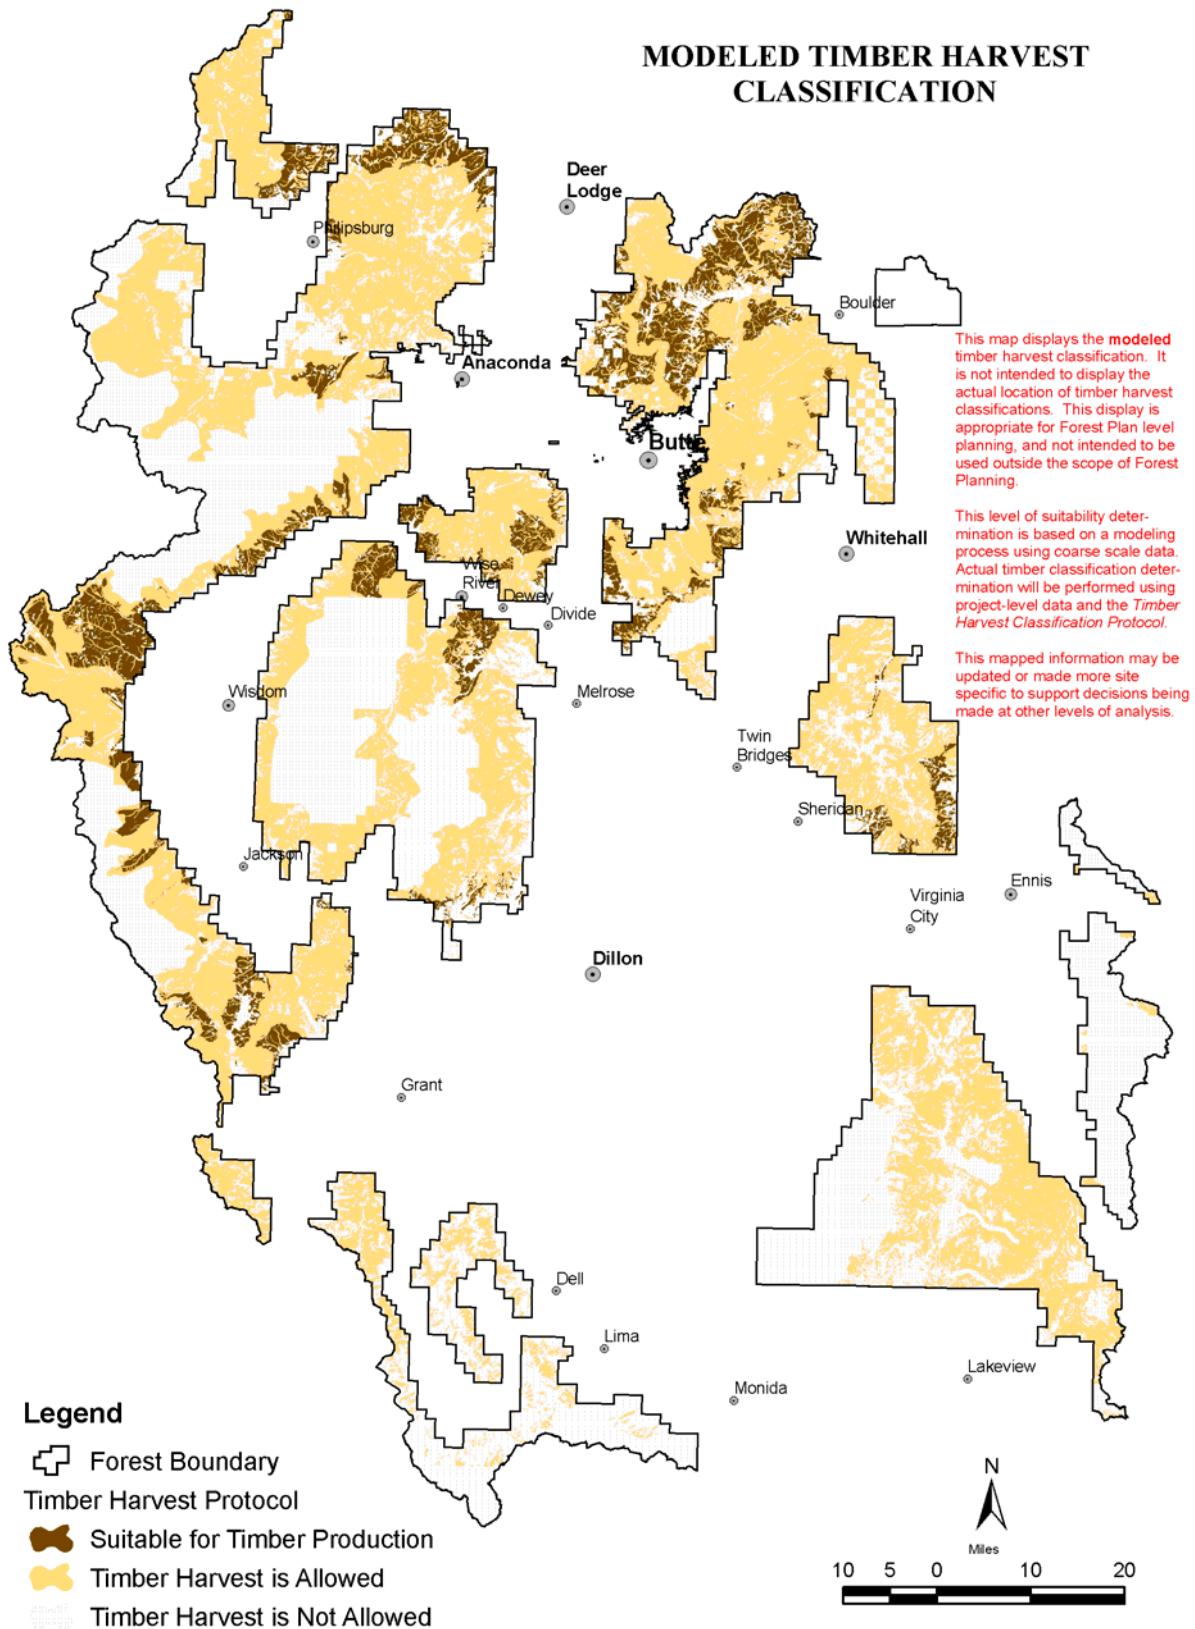 MODELED TIMBER HARVEST
CLASSIFICATION
Deer
Lodge
Philipsburg
Boulder
This map displays the modeled
timber harvest classification. It
is not intended to display the
actual location of timber harvest
classifications. This display is
appropriate for Forest Plan level
planning, and not intended to be
used outside the scope of Forest
Planning.
This level of suitability deter-
mination is based on a modeling
process using coarse scale data.
Actual timber classification deter-
mination will be performed using
project-level data and the Timber
Harvest Classification Protocol.
This mapped information may be
updated or made more site
specific to support decisions being
made at other levels of analysis.
Anaconda
Butte
Whitehall
Wise
River
Dewey
Divide
Wisdom
Melrose
Twin
Bridges
Sheridan
Jackson
Ennis
Virginia
City
Dillon
Grant
Dell
Lima
Lakeview
Monida
Legend
Forest Boundary
Timber Harvest Protocol
Suitable for Timber Production
Timber Harvest is Allowed
Timber Harvest is Not Allowed
N
Miles
10 5 0 10 20